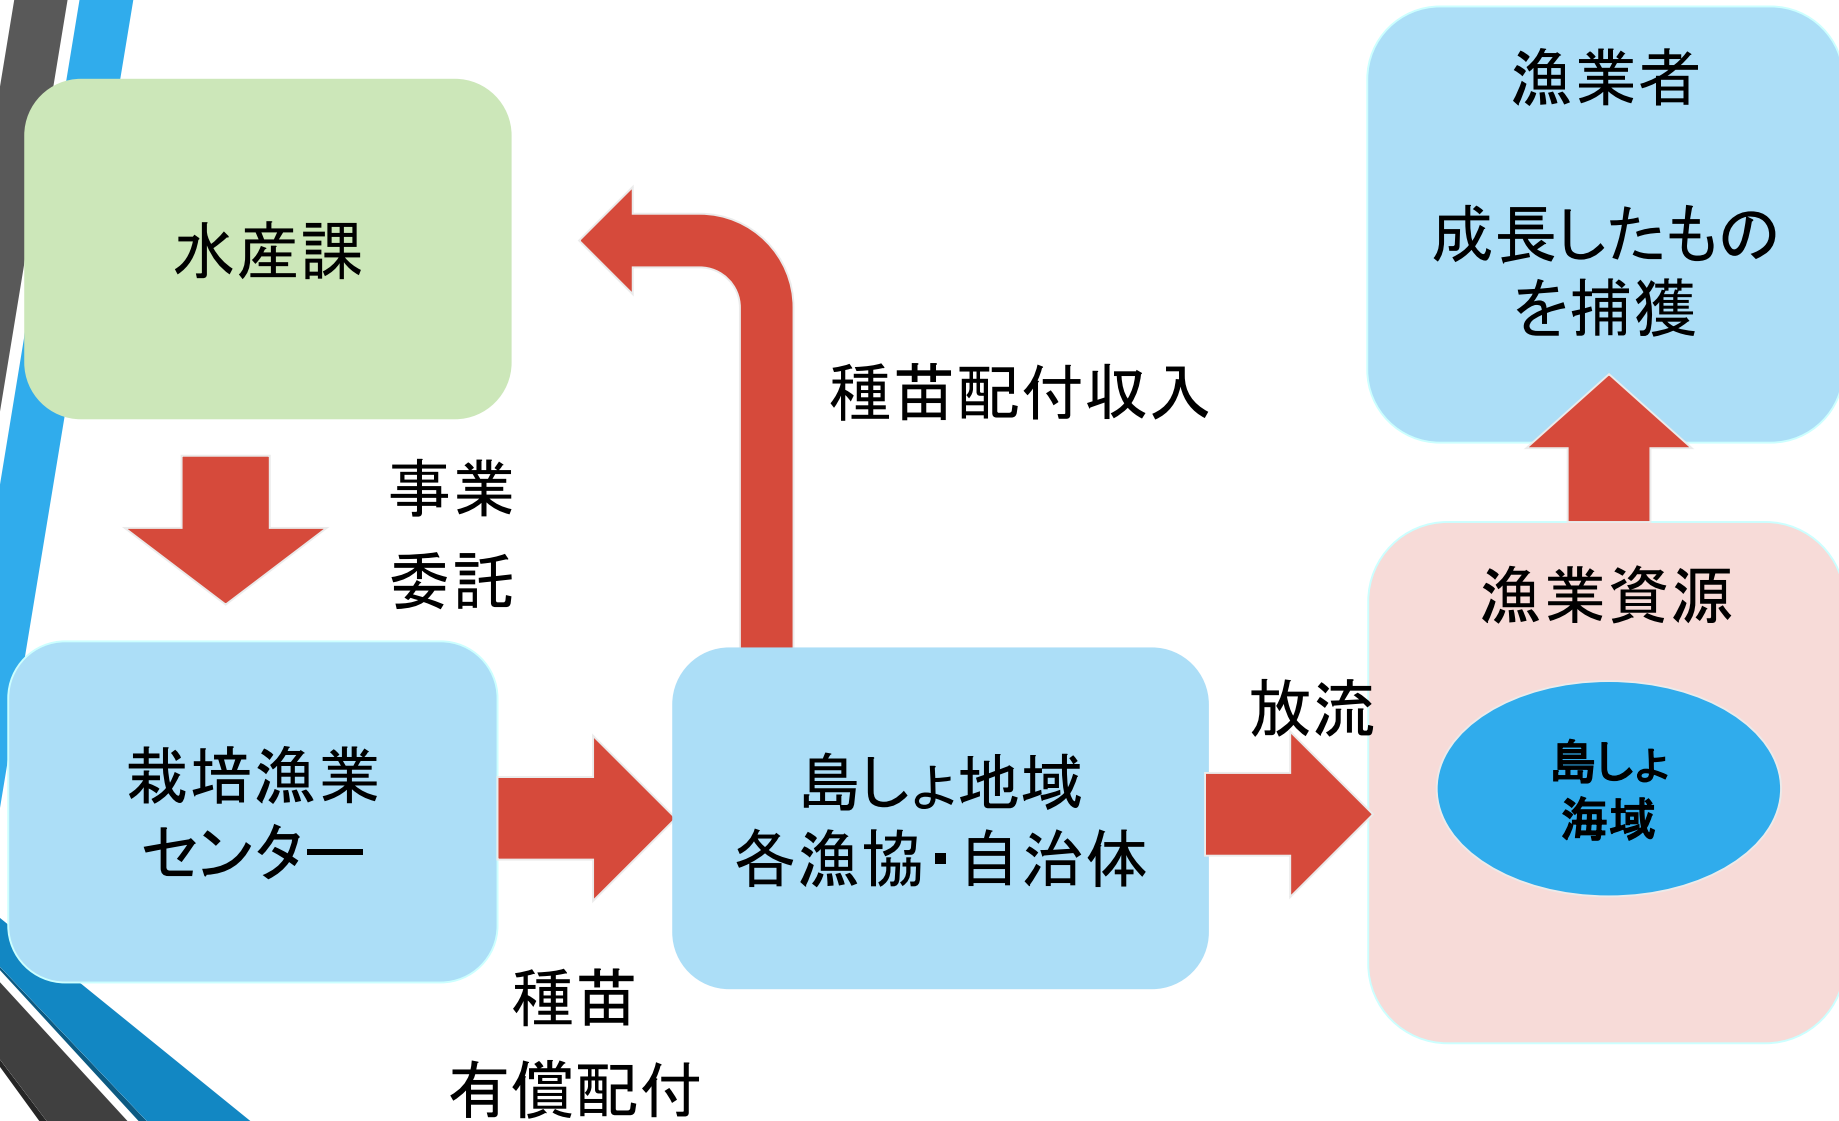 水産課
事業
委託
栽培漁業
センター
種苗
有償配付
島しょ地域
各漁協・自治体
種苗配付収入
放流
漁業資源
島しょ
海域
漁業者
成長したもの
を捕獲